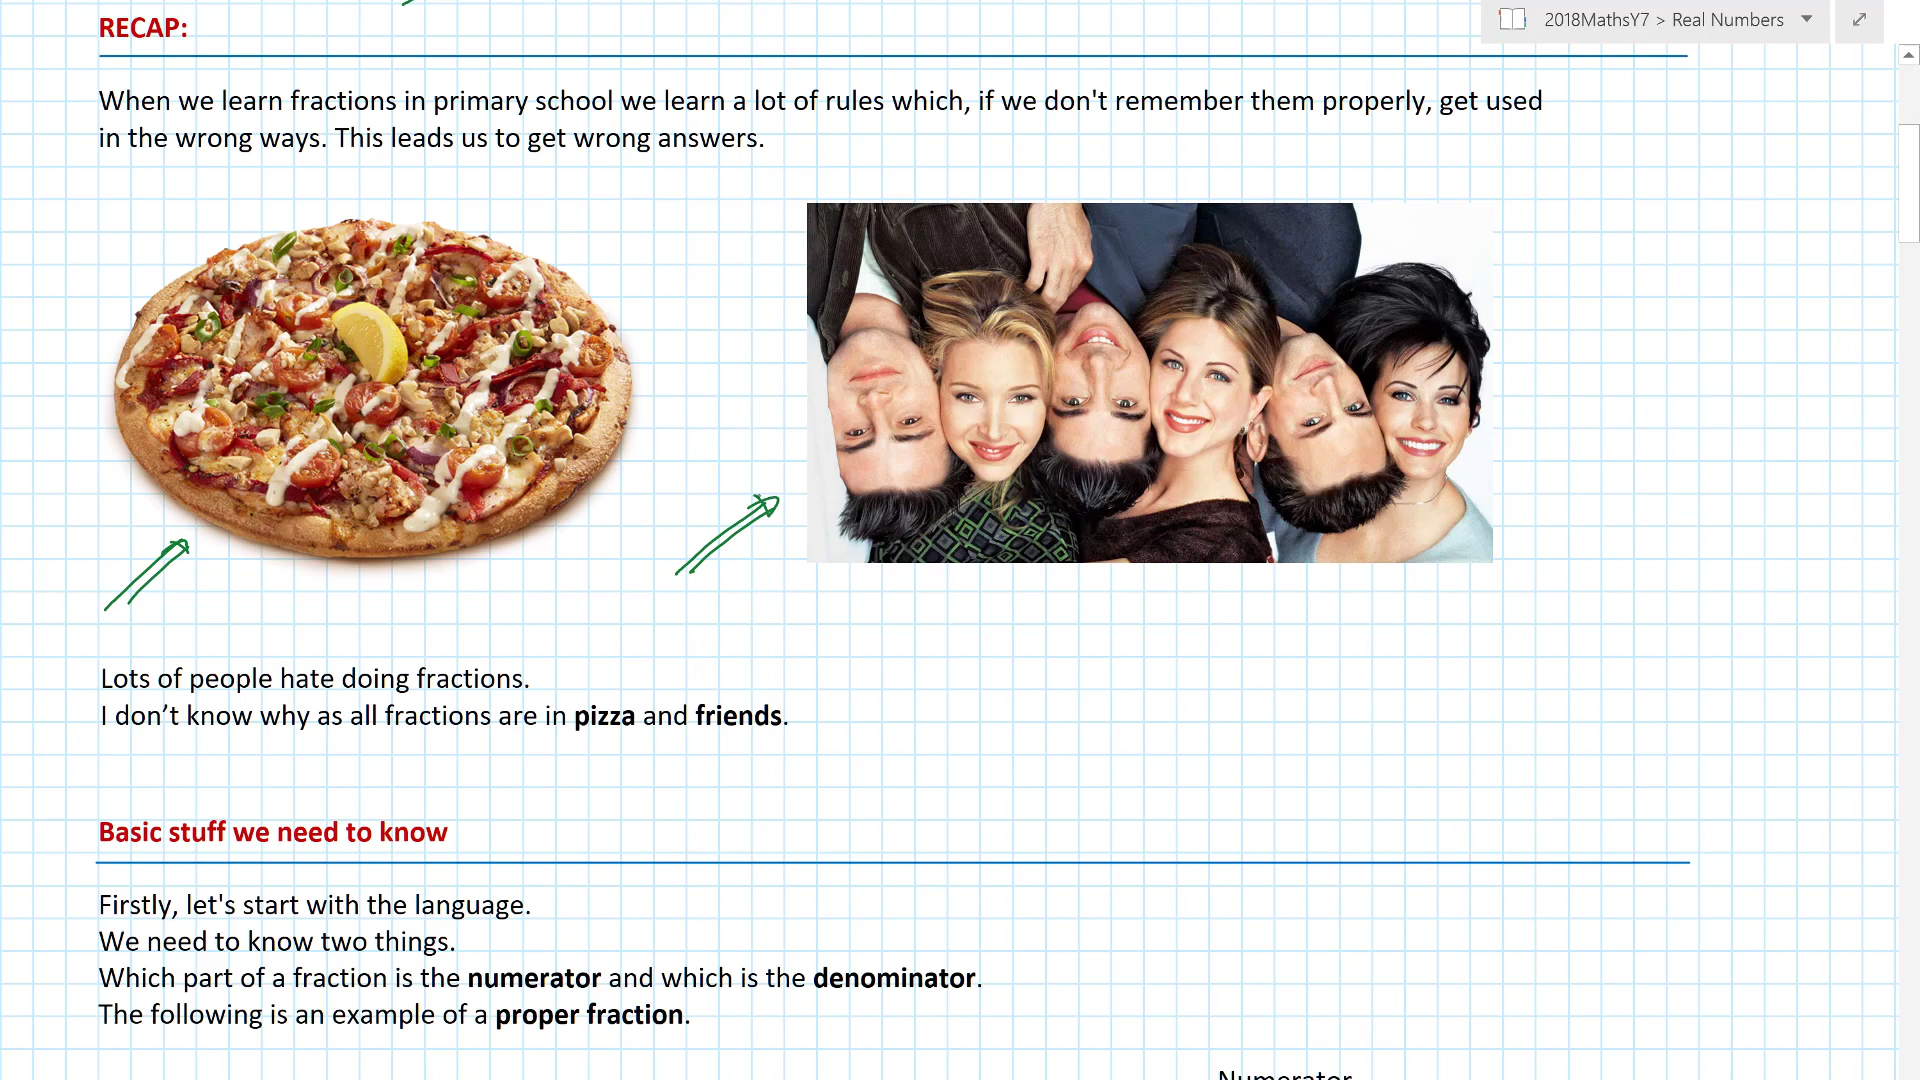 2018MathsY7 > Real Numbers
RECAP:
When we learn fractions in primary school we learn a lot of rules which, if we don't remember them properly, get used
in the wrong ways. This leads us to get wrong answers.
Lots of people hate doing fractions.
I don’t know why as all fractions are in pizza and friends.
Basic stuff we need to know
Firstly, let's start with the language.
We need to know two things.
Which part of a fraction is the numerator and which is the denominator.
The following is an example of a proper fraction.
Numerator